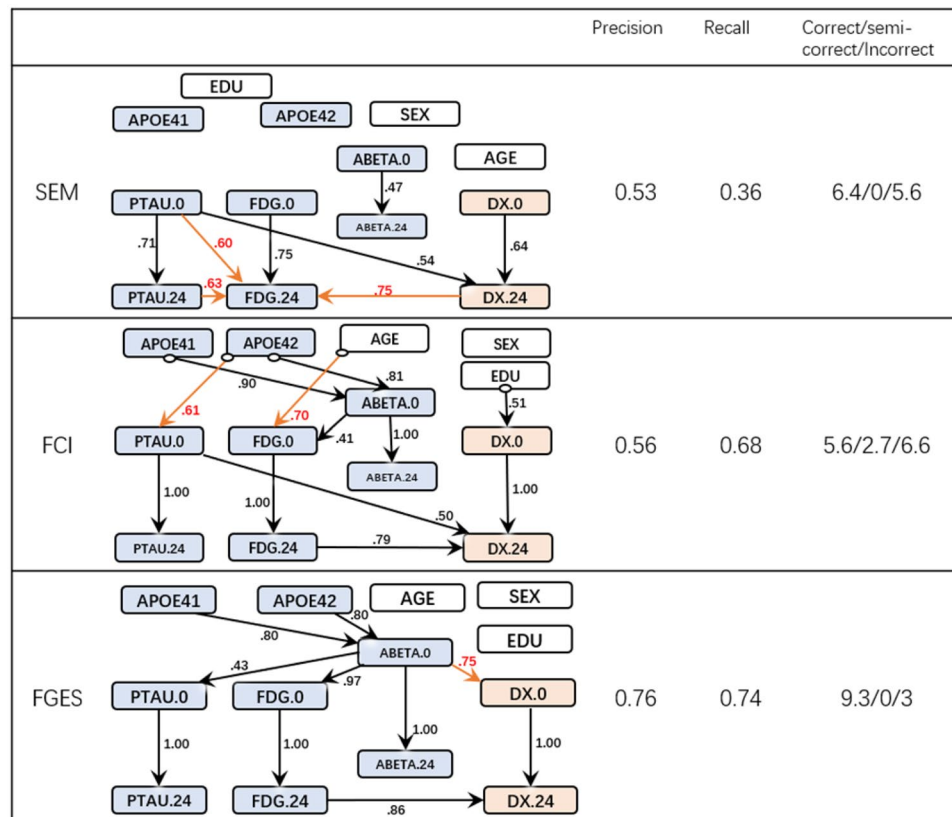 Precision Recall Correct/semi-
correct/Incorrect
EDU
APOE41 APOE42 SEX
ABETA.0 AGE
.47
SEM PTAU.0 FDG.0 ABETA.24 DX.0 0.53 0.36 6.4/0/5.6
.71 .60 .75 .54 .64
PTAU.24 .63 FDG.24 .75 DX.24
APOE41 APOE42 AGE SEX
.90 .81 EDU
.61 .70 ABETA.0 .51
FCI PTAU.0 FDG.0 .41 1.00 DX.0 0.56 0.68 5.6/2.7/6.6
ABETA.24
1.00 1.00 .50 1.00
PTAU.24 FDG.24 .79 DX.24
APOE41 APOE42 AGE SEX
.80 .80 EDU
ABETA.0 .75
.43 .97
FGES PTAU.0 FDG.0 DX.0 0.76 0.74 9.3/0/3
1.00 1.00 1.00 1.00
ABETA.24
PTAU.24 FDG.24 .86 DX.24